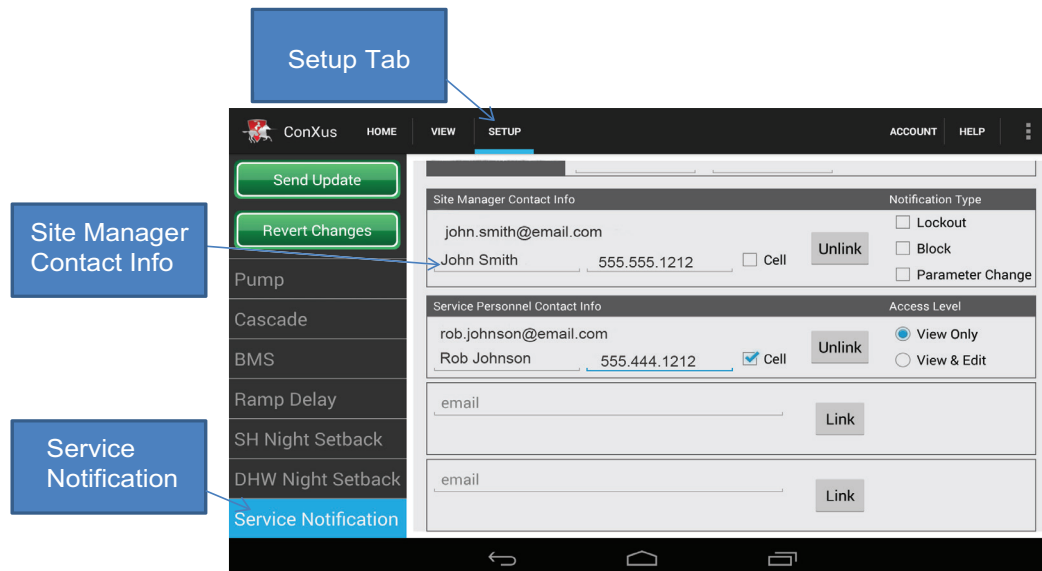 Setup Tab
ConXus HOME VIEW SETUP ACCOUNT HELP
Send Update
Revert Changes
Pump
Cascade
BMS
Ramp Delay
SH Night Setback
DHW Night Setback
Service Notification
Site Manager
Contact Info
Service
Notification
Site Manager Contact Info Notification Type
john.smith@email.com
John Smith 555.555.1212 Cell Unlink
Lockout
Block
Parameter Change
Service Personnel Contact Info Access Level
rob.johnson@email.com
Rob Johnson 555.444.1212 Cell Unlink
View Only
View & Edit
email Link
email Link